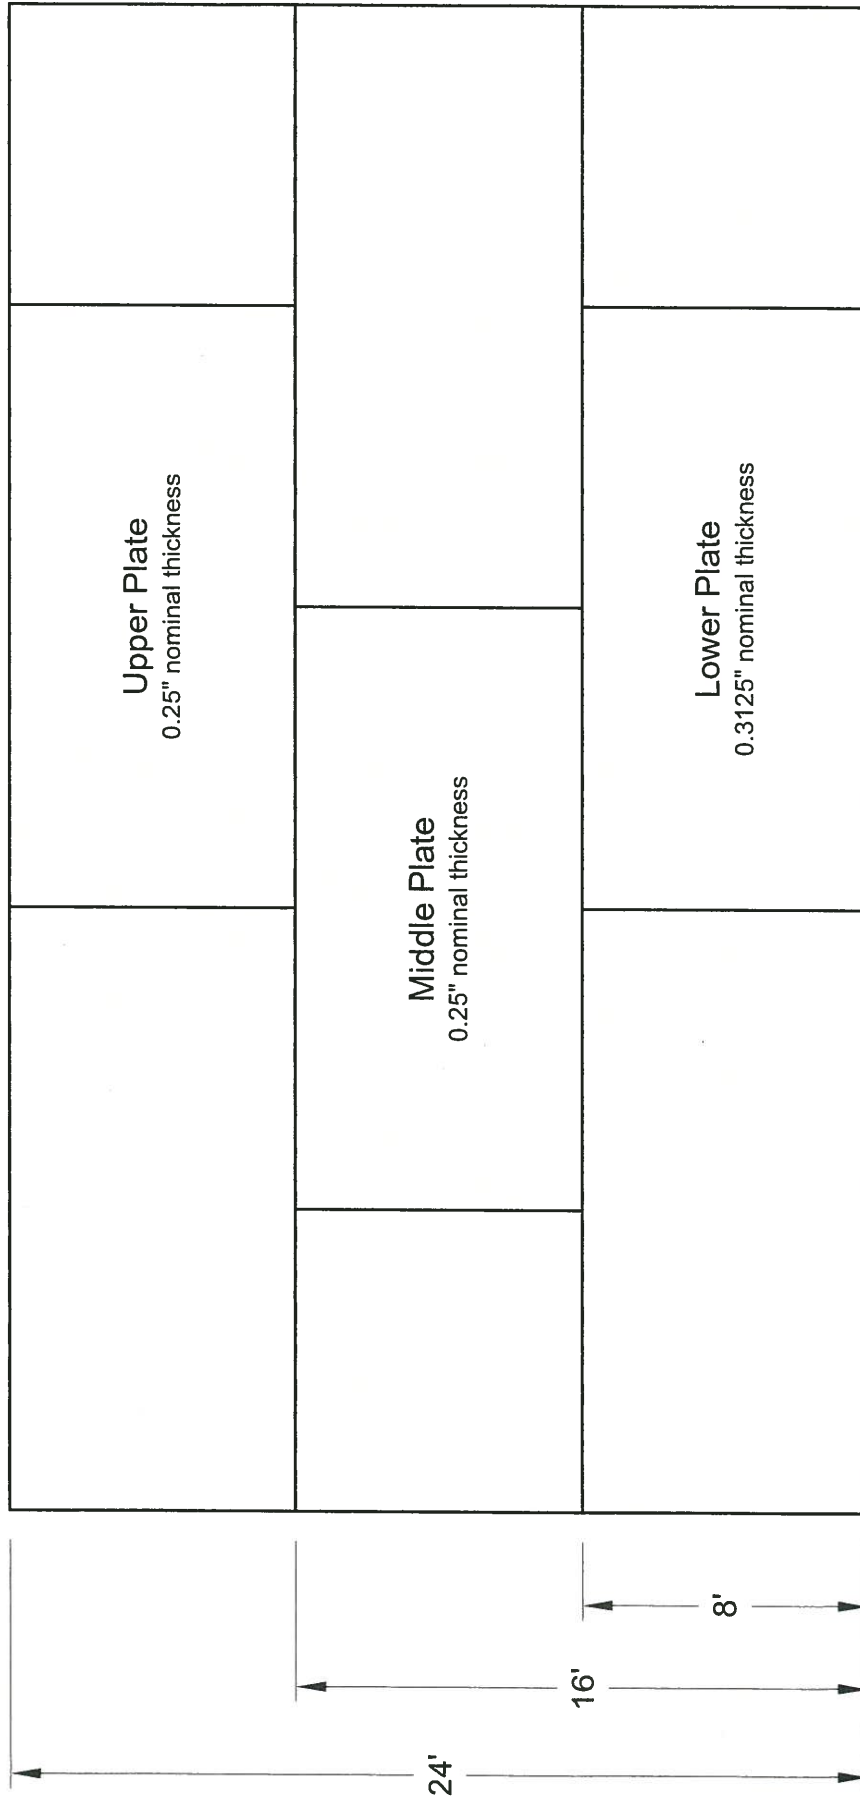 Upper Plate
0.25" nominal thickness
Middle Plate
0.25" nominal thickness
Lower Plate
0.3125" nominal thickness
24'
16'
8'